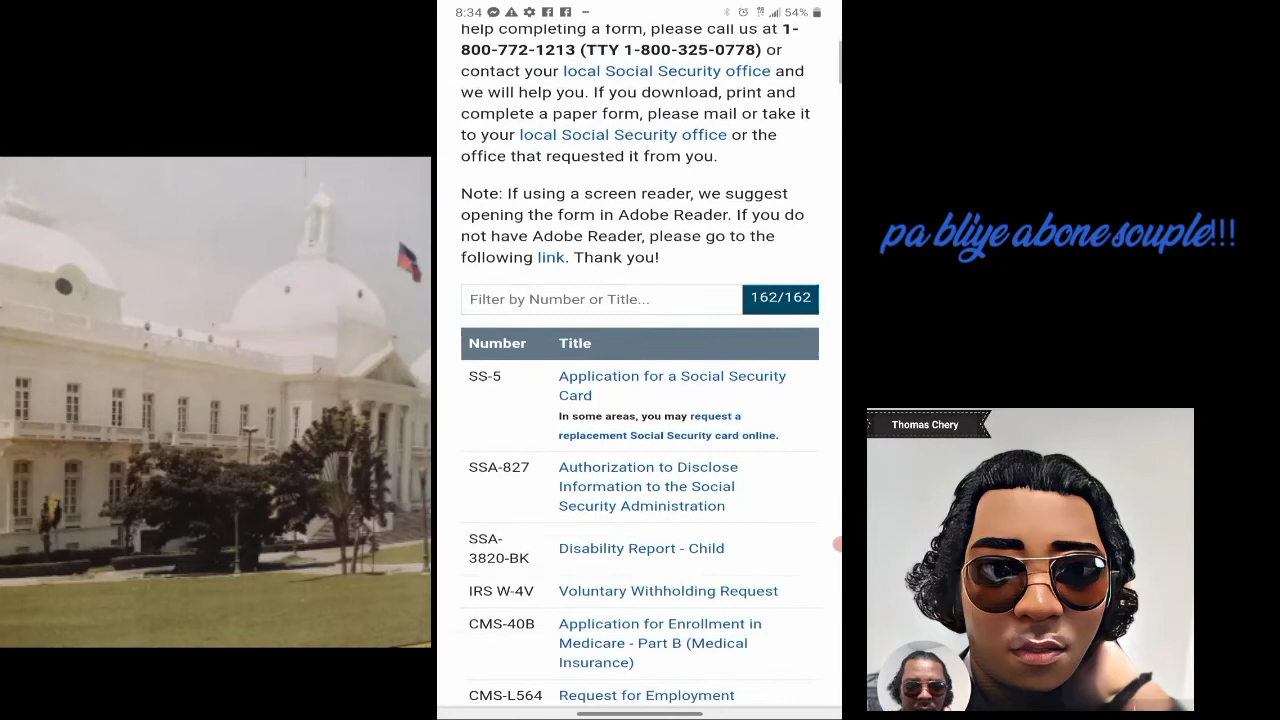 8:34
54%
help completing a form, please call us at 1-
800-772-1213 (TTY 1-800-325-0778) or
contact your local Social Security office and
we will help you. If you download, print and
complete a paper form, please mail or take it
to your local Social Security office or the
office that requested it from you.
Note: If using a screen reader, we suggest
opening the form in Adobe Reader. If you do
not have Adobe Reader, please go to the
following link. Thank you!
Filter by Number or Title...
162/162
Number Title
SS-5 Application for a Social Security
Card
In some areas, you may request a
replacement Social Security card online.
SSA-827 Authorization to Disclose
Information to the Social
Security Administration
SSA-
3820-BK
Disability Report - Child
IRS W-4V Voluntary Withholding Request
CMS-40B Application for Enrollment in
Medicare - Part B (Medical
Insurance)
CMS-L564 Request for Employment
pa bliye abone souple!!!
Thomas Chery